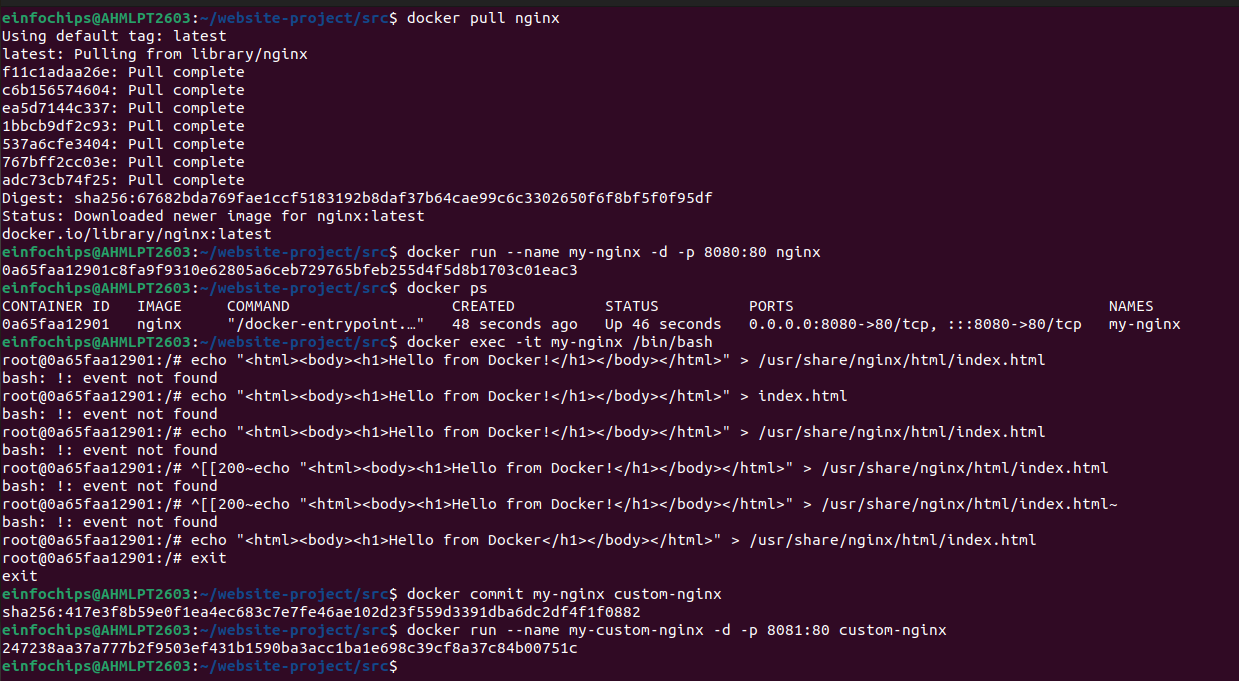 einfochips@AHMLPT2603:~/website-project/src$ docker pull nginx
Using default tag: latest
latest: Pulling from library/nginx
f11c1adaa26e: Pull complete
c6b156574604: Pull complete
ea5d7144c337: Pull complete
1bbcb9df2c93: Pull complete
537a6cfe3404: Pull complete
767bff2cc03e: Pull complete
adc73cb74f25: Pull complete
Digest: sha256:67682bda769fae1ccf5183192b8daf37b64cae99c6c3302650f6f8bf5f0f95df
Status: Downloaded newer image for nginx:latest
docker.io/library/nginx:latest
einfochips@AHMLPT2603:~/website-project/src$ docker run --name my-nginx -d -p 8080:80 nginx
0a65faa12901c8fa9f9310e62805a6ceb729765bfeb255d4f5d8b1703c01eac3
einfochips@AHMLPT2603:~/website-project/src$ docker ps
CONTAINER ID   IMAGE     COMMAND                  CREATED          STATUS          PORTS                                   NAMES
0a65faa12901   nginx     "/docker-entrypoint.…"   48 seconds ago   Up 46 seconds   0.0.0.0:8080->80/tcp, :::8080->80/tcp   my-nginx
einfochips@AHMLPT2603:~/website-project/src$ docker exec -it my-nginx /bin/bash
root@0a65faa12901:/# echo "<html><body><h1>Hello from Docker!</h1></body></html>" > /usr/share/nginx/html/index.html
bash: !: event not found
root@0a65faa12901:/# echo "<html><body><h1>Hello from Docker!</h1></body></html>" > index.html
bash: !: event not found
root@0a65faa12901:/# echo "<html><body><h1>Hello from Docker!</h1></body></html>" > /usr/share/nginx/html/index.html
bash: !: event not found
root@0a65faa12901:/# ^[[200~echo "<html><body><h1>Hello from Docker!</h1></body></html>" > /usr/share/nginx/html/index.html
bash: !: event not found
root@0a65faa12901:/# ^[[200~echo "<html><body><h1>Hello from Docker!</h1></body></html>" > /usr/share/nginx/html/index.html~
bash: !: event not found
root@0a65faa12901:/# echo "<html><body><h1>Hello from Docker</h1></body></html>" > /usr/share/nginx/html/index.html
root@0a65faa12901:/# exit
exit
einfochips@AHMLPT2603:~/website-project/src$ docker commit my-nginx custom-nginx
sha256:417e3f8b59e0f1ea4ec683c7e7fe46ae102d23f559d3391dba6dc2df4f1f0882
einfochips@AHMLPT2603:~/website-project/src$ docker run --name my-custom-nginx -d -p 8081:80 custom-nginx
247238aa37a777b2f9503ef431b1590ba3acc1ba1e698c39cf8a37c84b00751c
einfochips@AHMLPT2603:~/website-project/src$